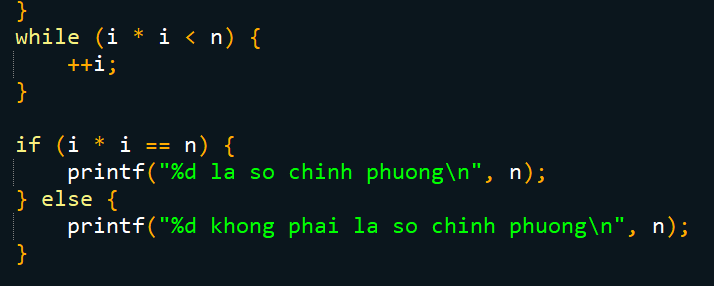 }
while (i * i < n) {
    ++i;
}

if (i * i == n) {
    printf("%d la so chinh phuong\n", n);
} else {
    printf("%d khong phai la so chinh phuong\n", n);
}